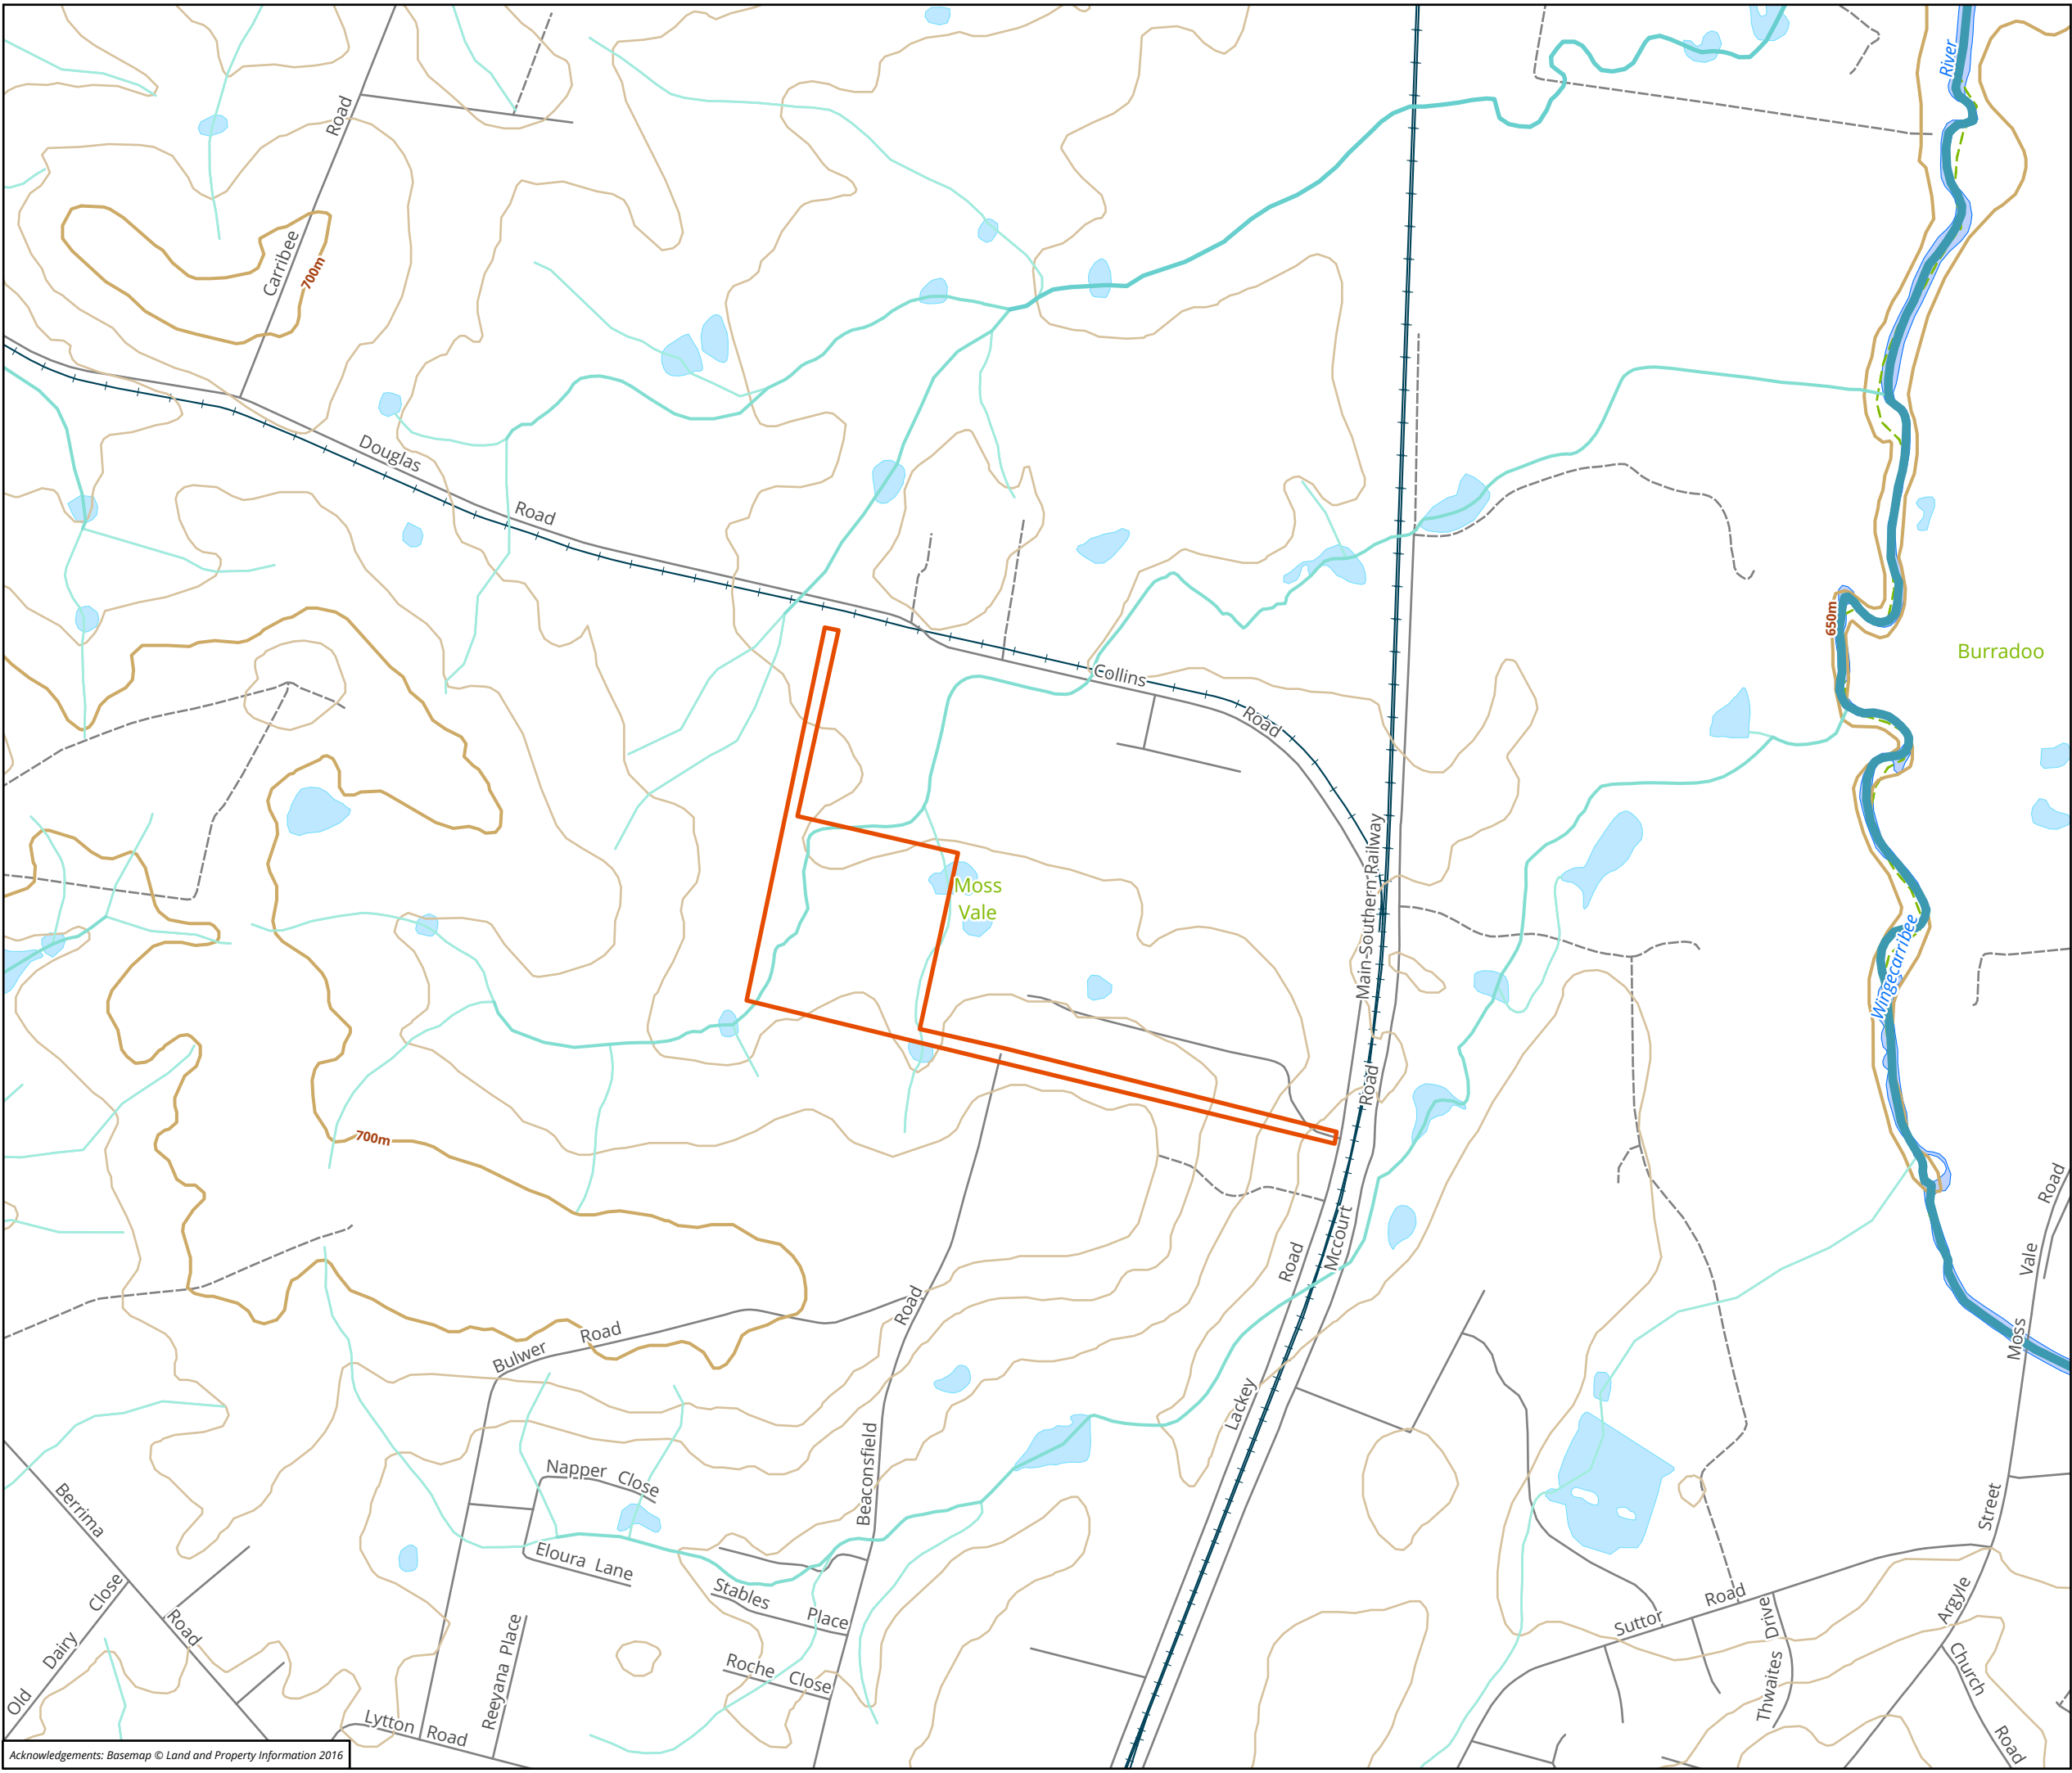 River
Road
Carribee
700m
Douglas
Road
650m
Burradoo
Collins
Road
Moss
Vale
Main Southern Railway
Wingecarribee
Road
700m
Road
Vale
Moss
Mccourt
Road
Road
Road
Bulwer
Lackey
Beaconsfield
Napper Close
Berrima
Road
Eloura Lane
Stables
Place
Street
Argyle
Road
Suttor
Drive
Thwaites
Church
Road
Close
Dairy
Old
Reeyana Place
Roche Close
Lytton Road
Acknowledgements: Basemap © Land and Property Information 2016